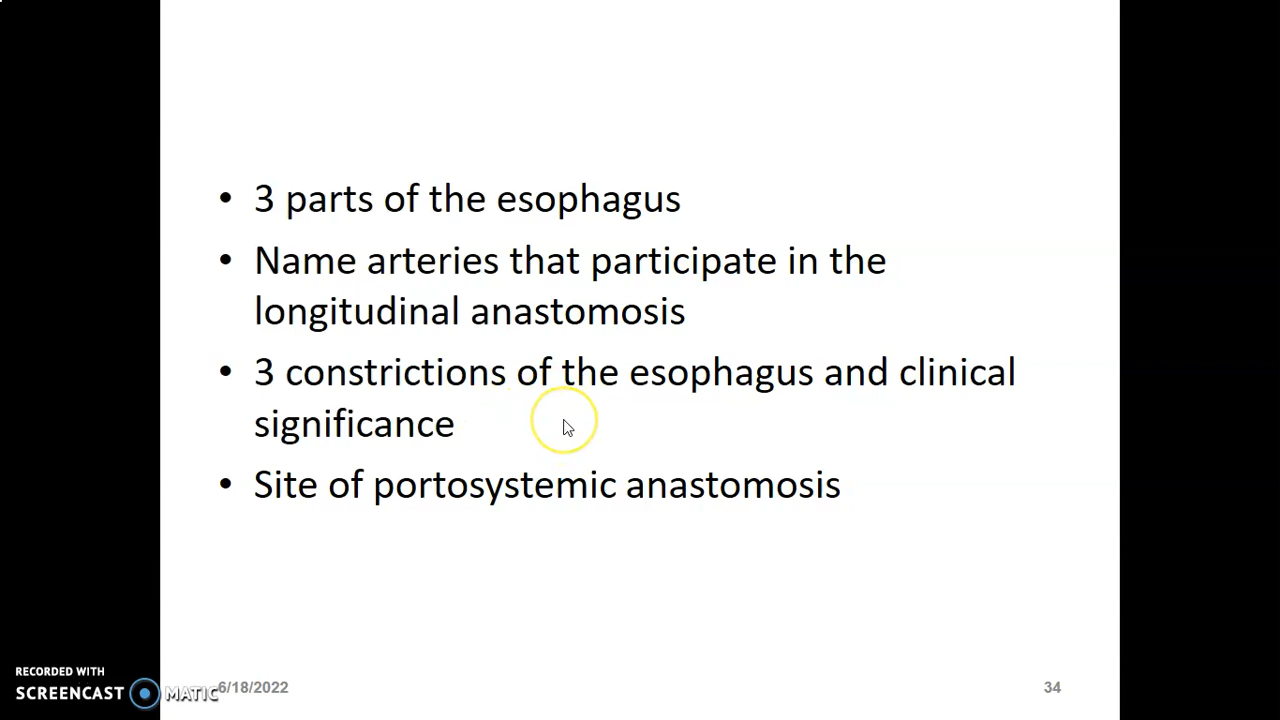 • 3 parts of the esophagus
• Name arteries that participate in the
longitudinal anastomosis
• 3 constrictions of the esophagus and clinical
significance
• Site of portosystemic anastomosis
RECORDED WITH
SCREENCAST MATIC
6/18/2022
34